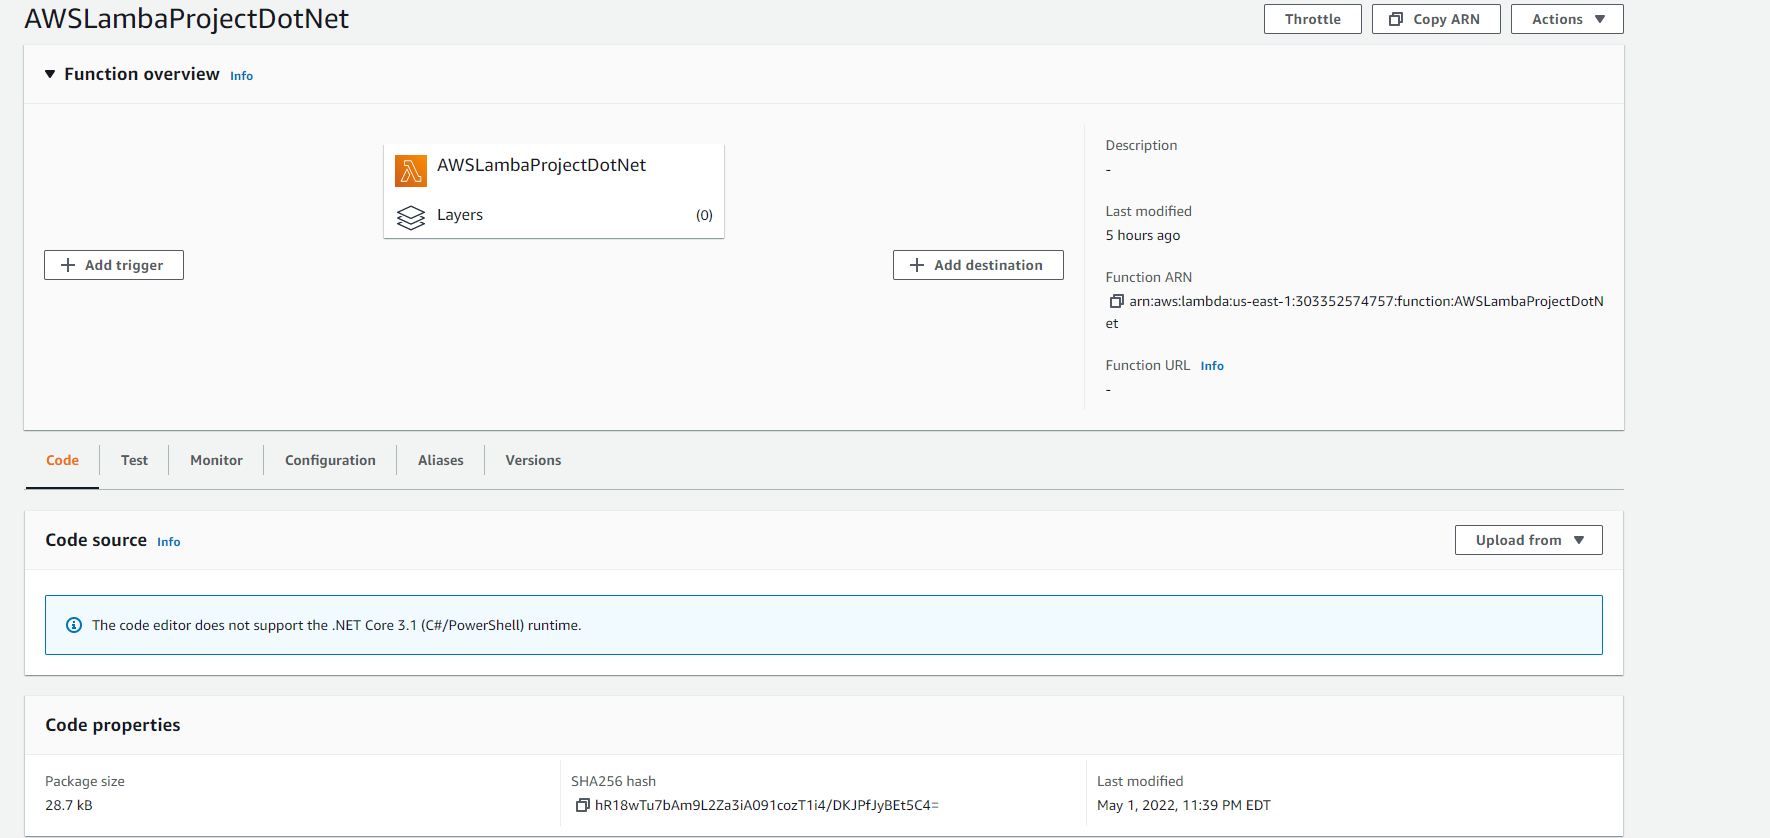 AWSLambaProjectDotNet
Throttle
Copy ARN
Actions
Function overview Info
AWSLambaProjectDotNet
Layers (0)
Add trigger
Add destination
Description
-
Last modified
5 hours ago
Function ARN
arn:aws:lambda:us-east-1:303352574757:function:AWSLambaProjectDotN
et
Function URL Info
-
Code Test Monitor Configuration Aliases Versions
Code source Info
Upload from
The code editor does not support the .NET Core 3.1 (C#/PowerShell) runtime.
Code properties
Package size
28.7 kB
SHA256 hash
hR18wTu7bAm9L2Za3iA091cozT1i4/DKJPfJyBEt5C4=
Last modified
May 1, 2022, 11:39 PM EDT